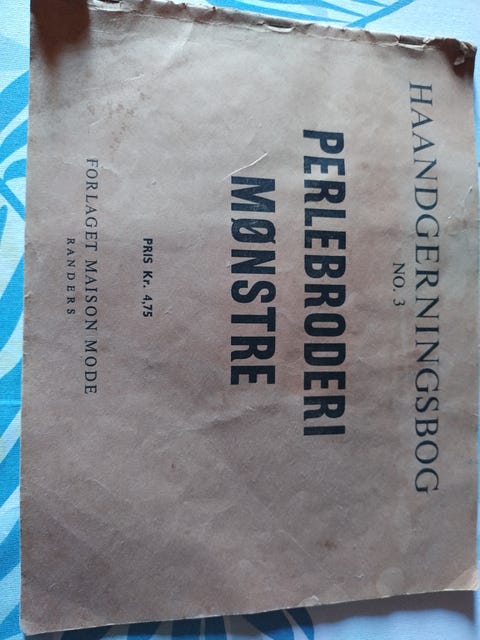 HAANDGERNINGSBOG
NO. 3
PERLEBRODERI
MØNSTRE
PRIS Kr. 4,75
FORLAGET MAISON MODE
RANDERS